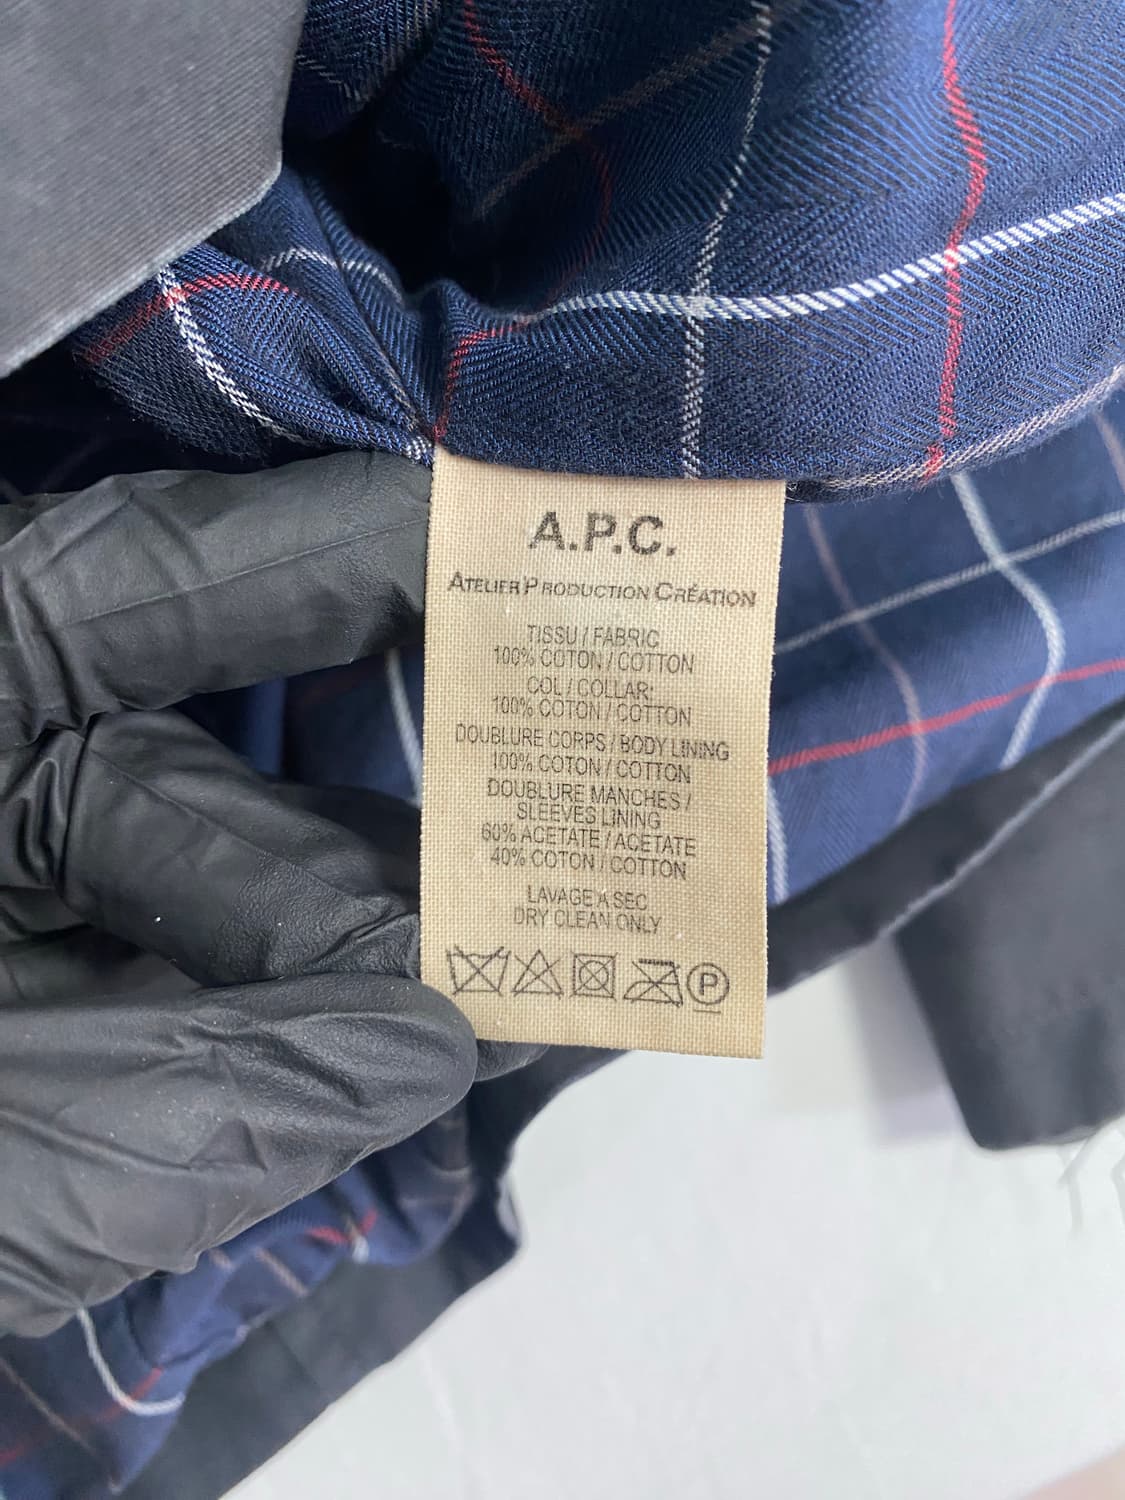 A.P.C.
ATELIER PRODUCTION CRÉATION
TISSU / FABRIC
100% COTON / COTTON
COL / COLLAR:
100% COTON / COTTON
DOUBLURE CORPS / BODY LINING
100% COTON / COTTON
DOUBLURE MANCHES /
SLEEVES LINING
60% ACETATE / ACETATE
40% COTON / COTTON
LAVAGE A SEC
DRY CLEAN ONLY
P